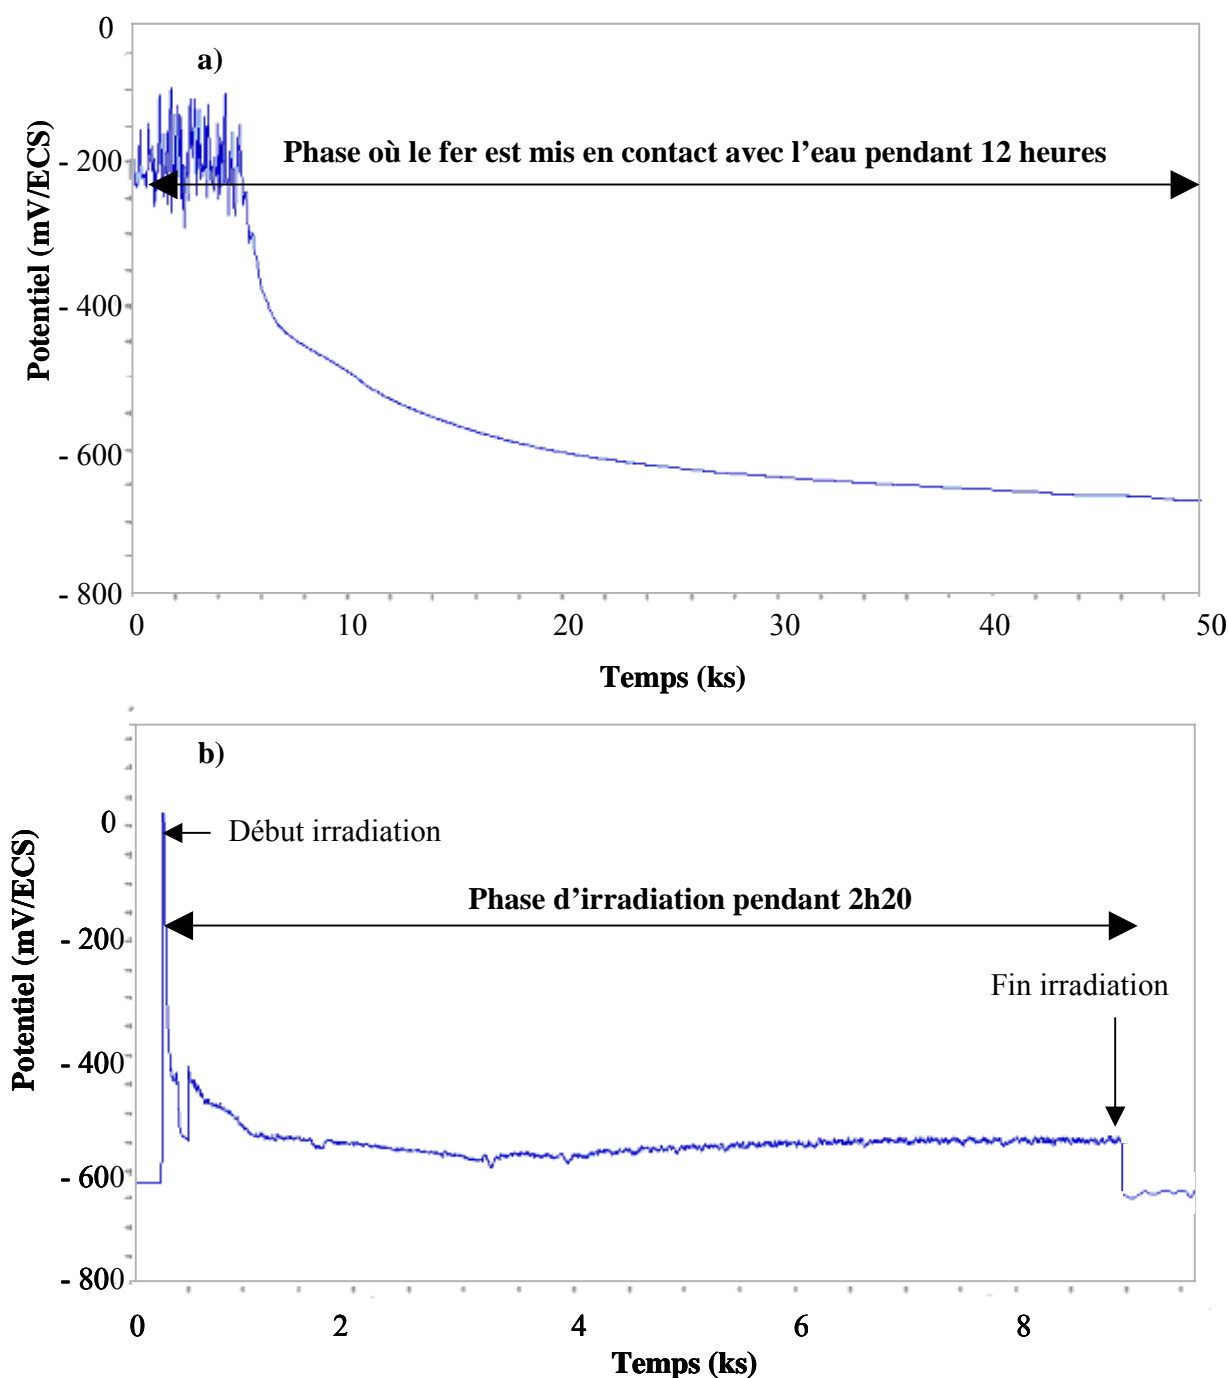 0
a)
Phase où le fer est mis en contact avec l’eau pendant 12 heures
- 200
- 400
- 600
- 800
Potentiel (mV/ECS)
0 10 20 30 40 50
Temps (ks)
b)
0
Début irradiation
Phase d’irradiation pendant 2h20
- 200
Fin irradiation
- 400
- 600
- 800
Potentiel (mV/ECS)
0 2 4 6 8
Temps (ks)